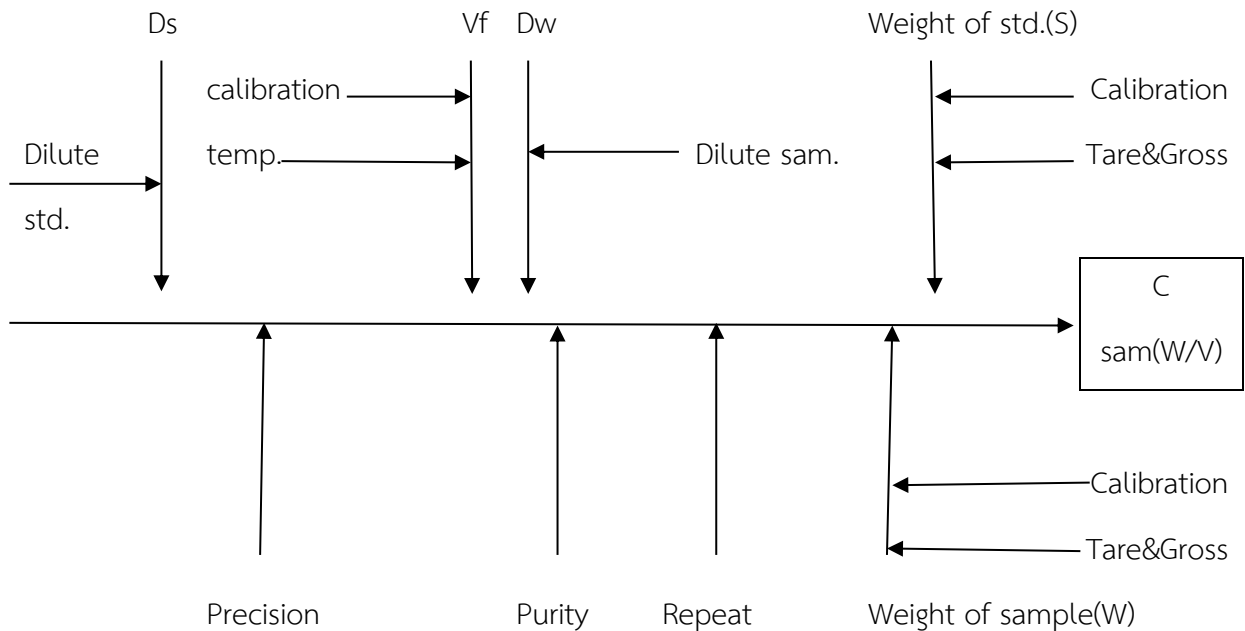 Ds
Vf
Dw
Weight of std.(S)
calibration
Calibration
Dilute
std.
temp.
Dilute sam.
Tare&Gross
C
sam(W/V)
Calibration
Tare&Gross
Precision
Purity
Repeat
Weight of sample(W)